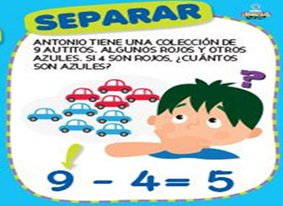 SEPARAR
ANTONIO TIENE UNA COLECCIÓN DE
9 AUTITOS. ALGUNOS ROJOS Y OTROS
AZULES. SI 4 SON ROJOS, ¿CUÁNTOS
SON AZULES?
?
9 - 4 = 5